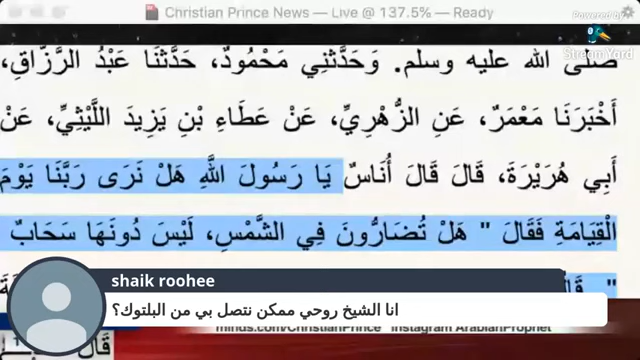 Christian Prince News — Live @ 137.5% — Ready
Powered by
StreamYard
صلى الله عليه وسلم. وَحَدَّثَنِي مَحْمُودٌ، حَدَّثَنَا عَبْدُ الرَّزَّاقِ،
أَخْبَرَنَا مَعْمَرٌ، عَنِ الزُّهْرِيِّ، عَنْ عَطَاءِ بْنِ يَزِيدَ اللَّيْثِيِّ، عَنْ
أَبِي هُرَيْرَةَ، قَالَ قَالَ أُنَاسٌ يَا رَسُولَ اللَّهِ هَلْ نَرَى رَبَّنَا يَوْمَ
الْقِيَامَةِ فَقَالَ " هَلْ تُضَارُّونَ فِي الشَّمْسِ، لَيْسَ دُونَهَا سَحَابٌ
shaik roohee
انا الشيخ روحي ممكن نتصل بي من البلتوك؟
minds.com/ChristianPrince Instagram ArabianProphet